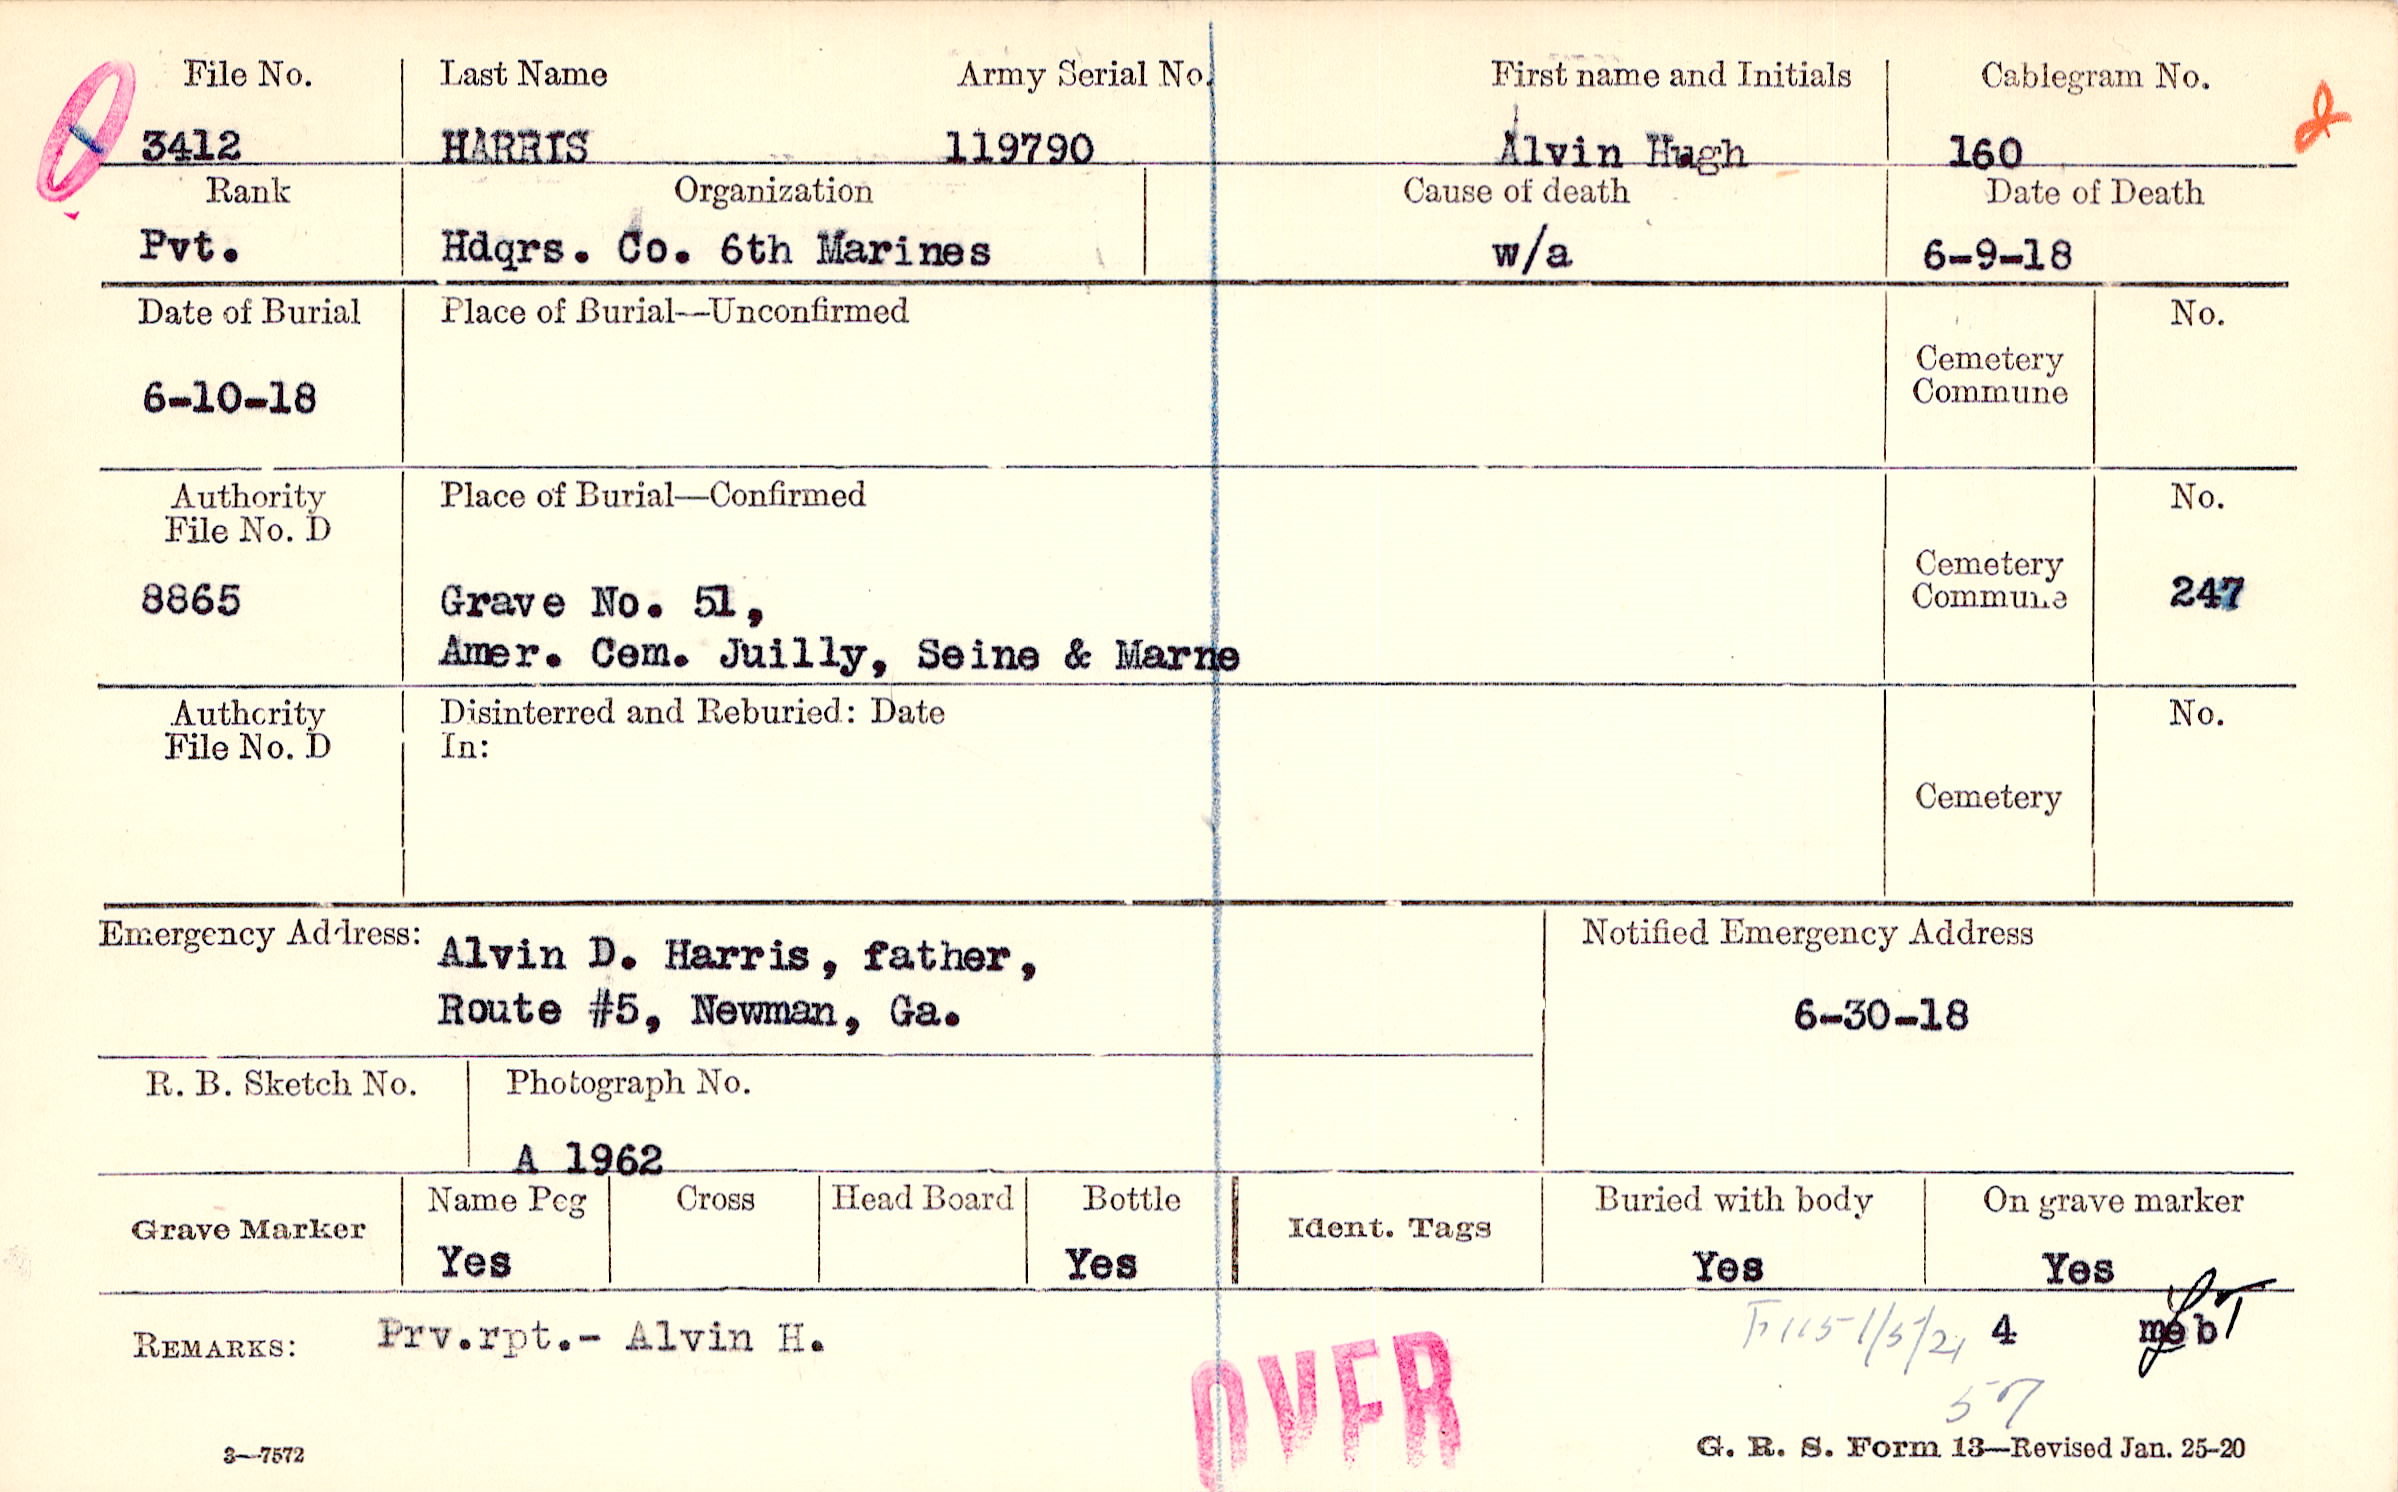 File No. Last Name Army Serial No. First name and Initials Cablegram No.
3412 HARRIS 119790 Alvin Hugh 160
Rank Organization Cause of death Date of Death
Pvt. Hdqrs. Co. 6th Marines w/a 6-9-18
Date of Burial Place of Burial—Unconfirmed No.
Cemetery
Commune
6-10-18
Authority Place of Burial—Confirmed No.
File No. D
Cemetery
8865 Grave No. 51, Commune 247
Amer. Cem. Juilly, Seine & Marne
Authority Disinterred and Reburied: Date No.
File No. D In:
Cemetery
Emergency Address: Alvin D. Harris, father, Notified Emergency Address
Route #5, Newman, Ga. 6-30-18
R. B. Sketch No. Photograph No.
A 1962
Grave Marker Name Peg Cross Head Board Bottle Ident. Tags Buried with body On grave marker
Yes Yes Yes Yes
REMARKS: Prv.rpt.- Alvin H. 4
57
OVER
3—7572 G. R. S. Form 13—Revised Jan. 25-20